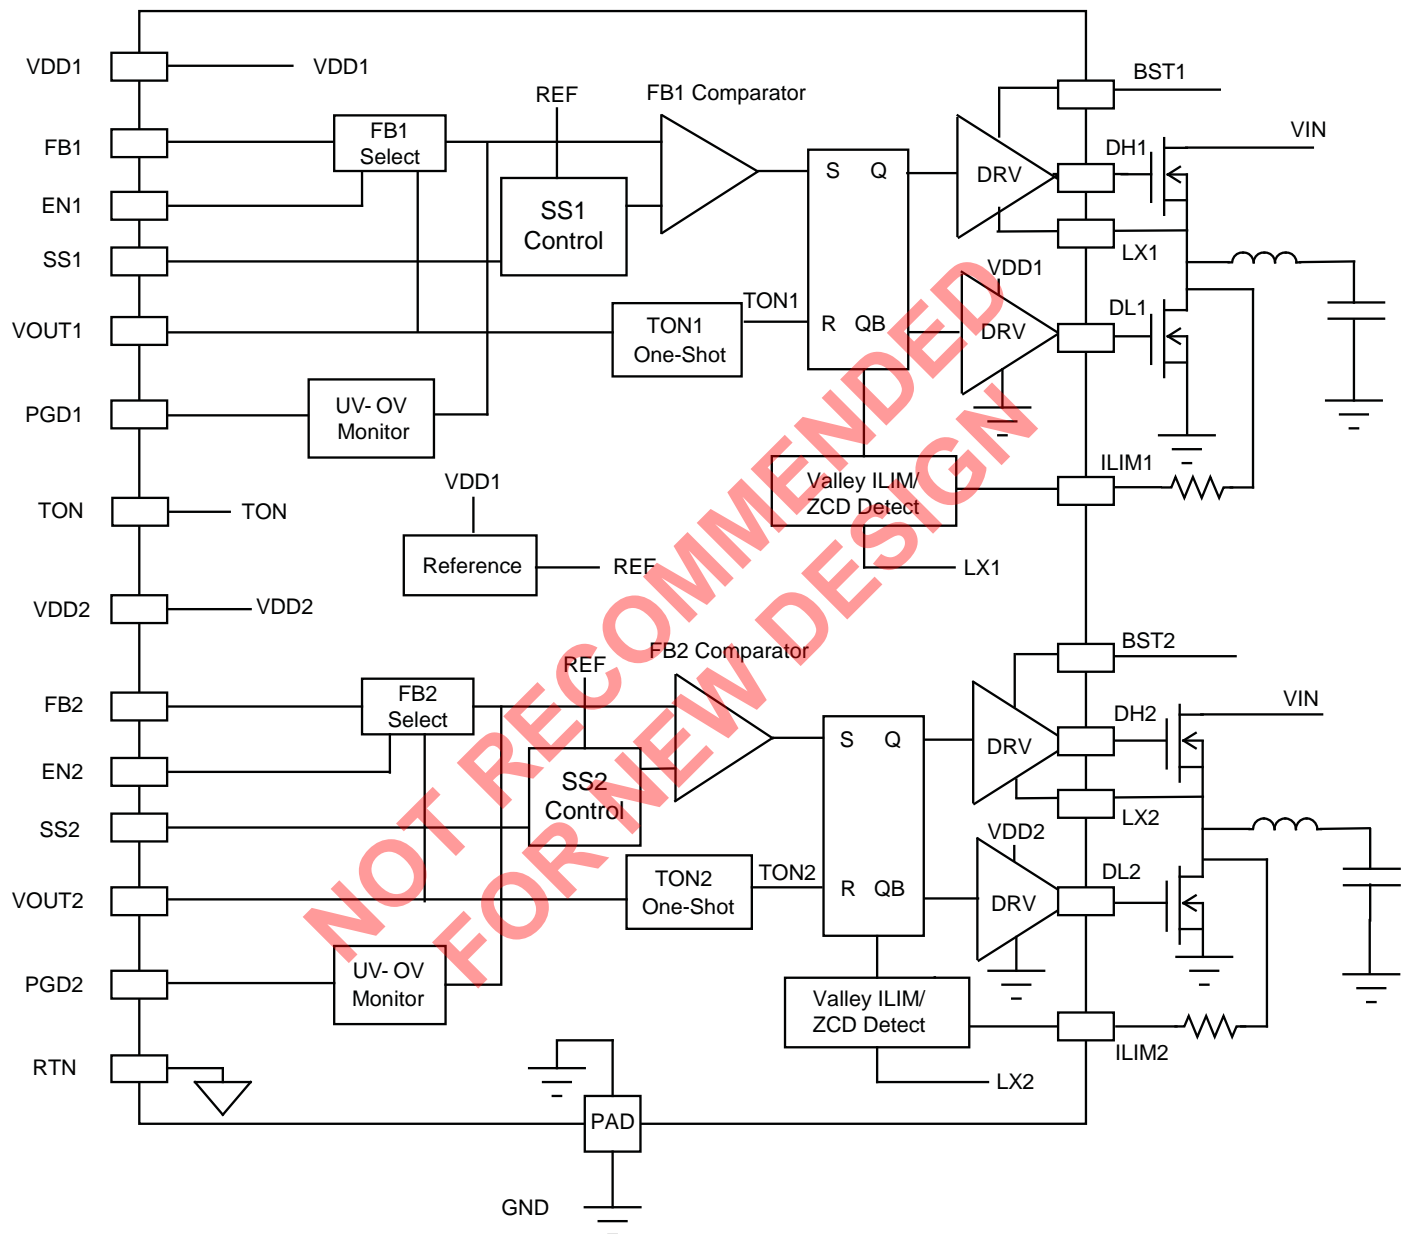 VDD1
VDD1
FB1
EN1
SS1
VOUT1
PGD1
TON
TON
VDD2
VDD2
FB2
EN2
SS2
VOUT2
PGD2
RTN
FB1
Select
REF
FB1 Comparator
SS1
Control
TON1
One-Shot
TON1
UV- OV
Monitor
VDD1
Reference
REF
S Q
R QB
DRV
VDD1
DRV
Valley ILIM/
ZCD Detect
LX1
BST1
DH1
VIN
LX1
DL1
ILIM1
FB2
Select
REF
FB2 Comparator
SS2
Control
TON2
One-Shot
TON2
UV- OV
Monitor
S Q
R QB
DRV
VDD2
DRV
Valley ILIM/
ZCD Detect
LX2
BST2
DH2
VIN
LX2
DL2
ILIM2
PAD
GND
NOT RECOMMENDED
FOR NEW DESIGN